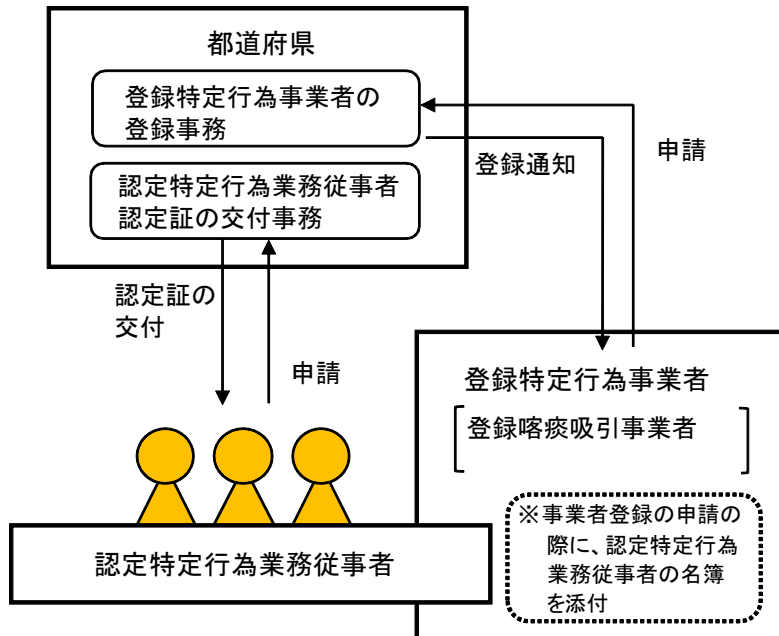 都道府県
登録特定行為事業者の
登録事務
認定特定行為業務従事者
認定証の交付事務
登録通知
申請
認定証の
交付
申請
登録特定行為事業者
登録喀痰吸引事業者
※事業者登録の申請の
際に、認定特定行為
業務従事者の名簿
を添付
認定特定行為業務従事者